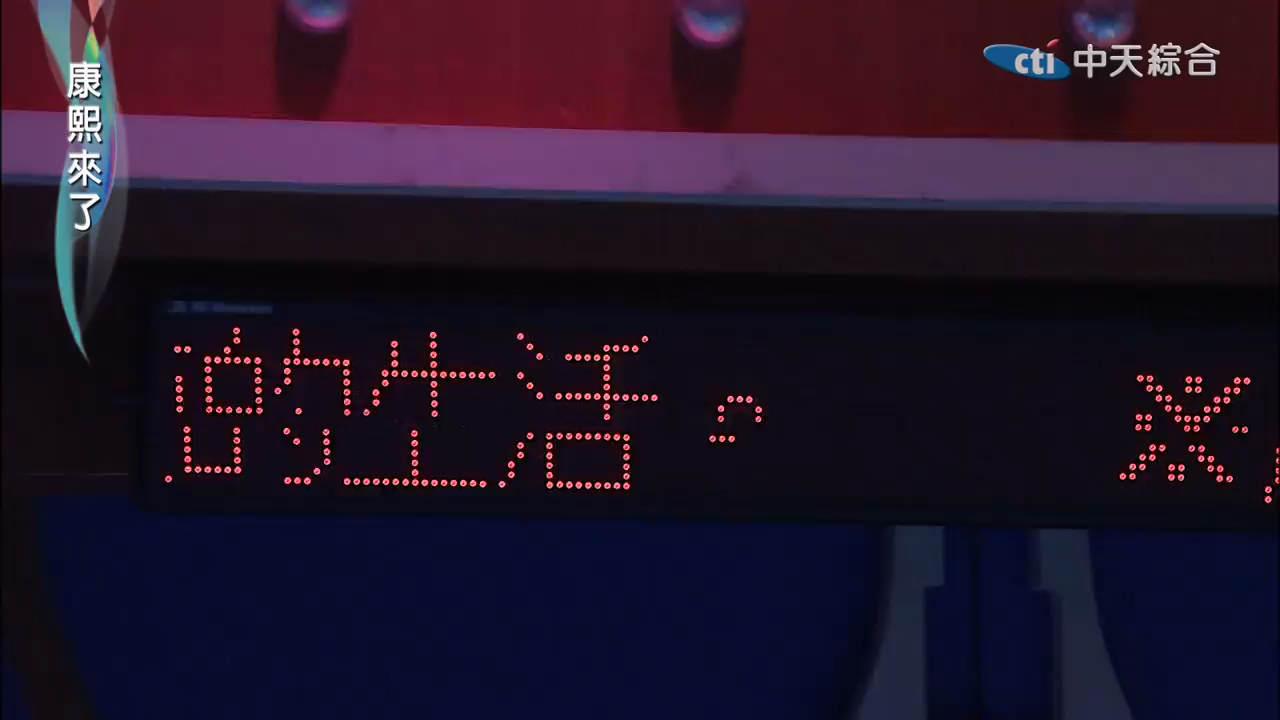 康熙來了
cti 中天綜合
的生活。 ※